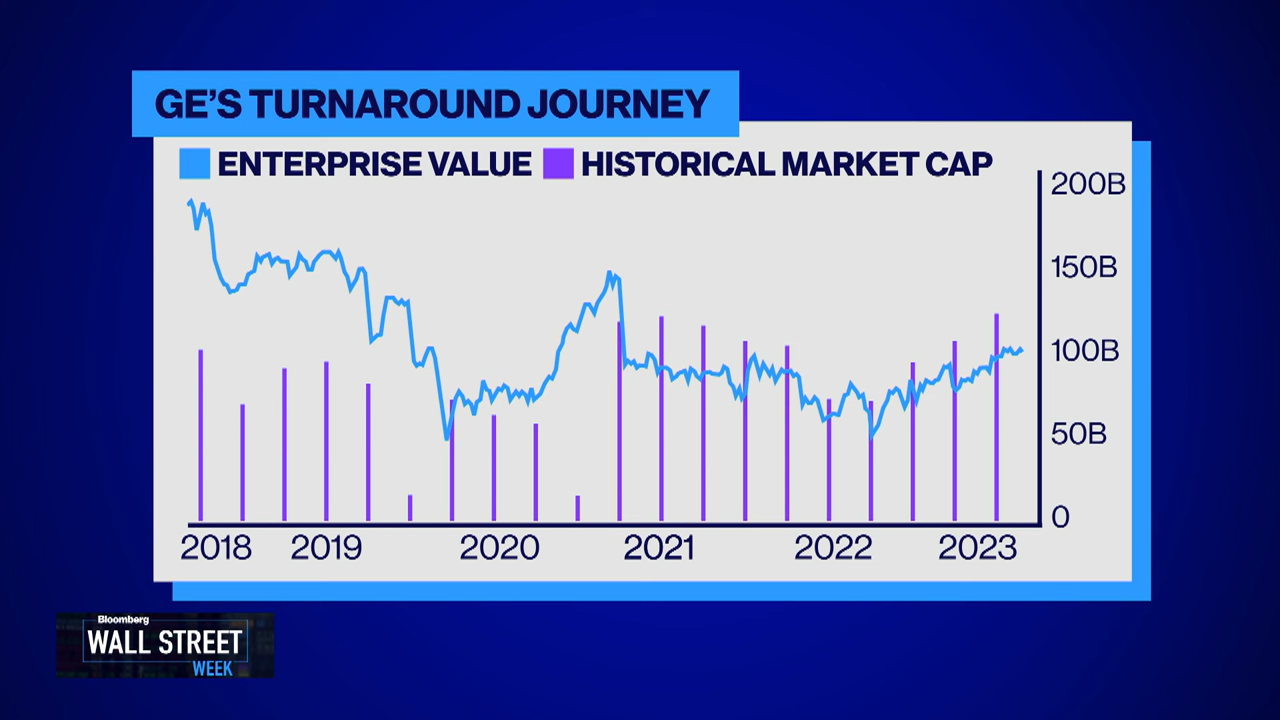 GE'S TURNAROUND JOURNEY
ENTERPRISE VALUE HISTORICAL MARKET CAP
200B
150B
100B
50B
0
2018 2019 2020 2021 2022 2023
Bloomberg
WALL STREET
WEEK